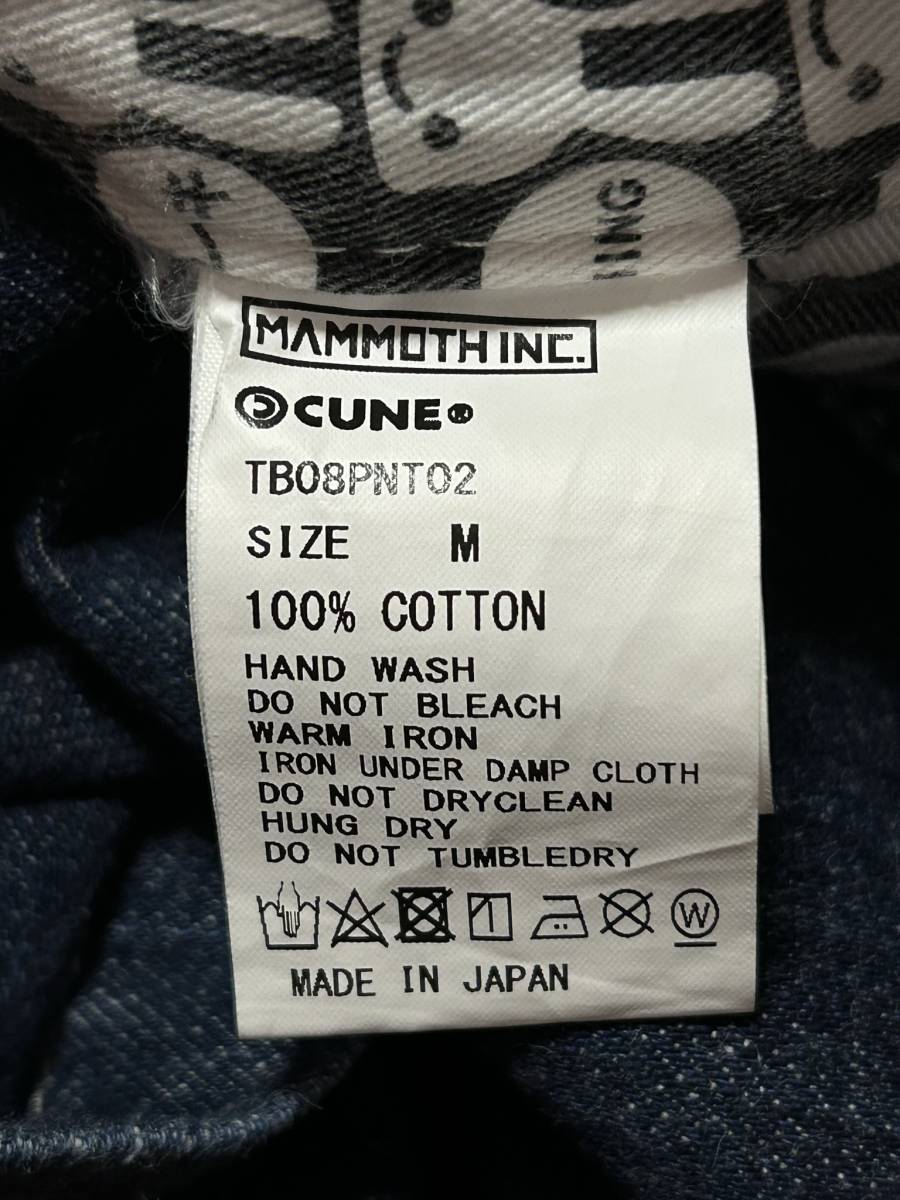 ING
MAMMOTH INC.
CUNE®
TB08PNT02
SIZE M
100% COTTON
HAND WASH
DO NOT BLEACH
WARM IRON
IRON UNDER DAMP CLOTH
DO NOT DRYCLEAN
HUNG DRY
DO NOT TUMBLEDRY
W
MADE IN JAPAN